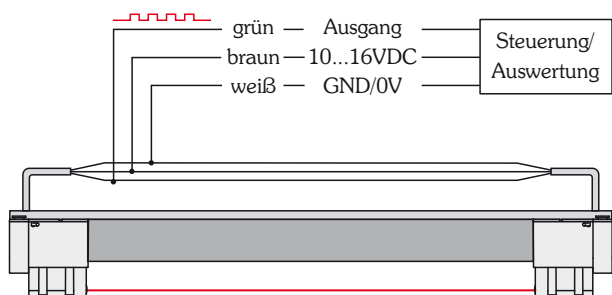 grün Ausgang
braun 10...16VDC
weiß GND/0V
Steuerung/
Auswertung